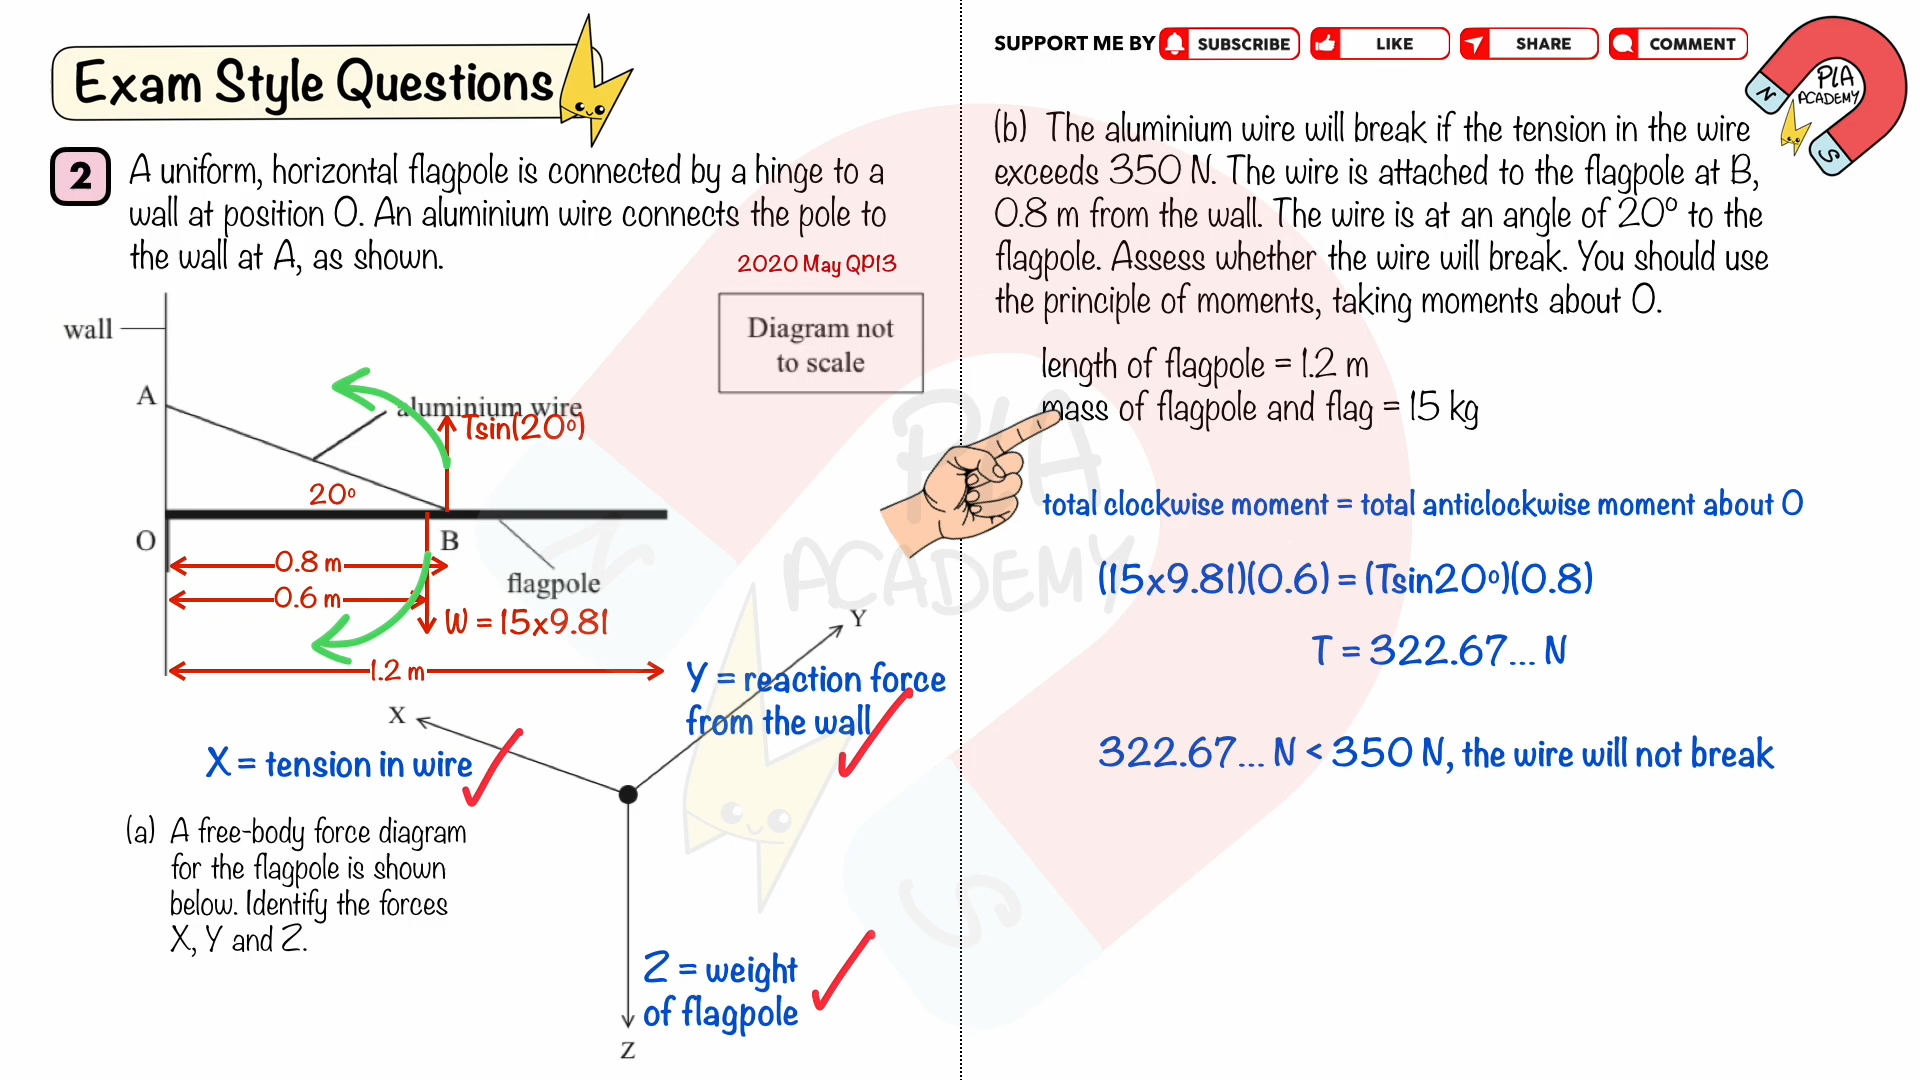 Exam Style Questions
2 A uniform, horizontal flagpole is connected by a hinge to a
wall at position O. An aluminium wire connects the pole to
the wall at A, as shown.
2020 May QP13
wall
Diagram not
to scale
A
aluminium wire
Tsin(20º)
20º
O
B
0.8 m
flagpole
0.6 m
W = 15x9.81
1.2 m
Y
Y = reaction force
from the wall
X
X = tension in wire
(a) A free-body force diagram
for the flagpole is shown
below. Identify the forces
X, Y and Z.
Z = weight
of flagpole
Z
SUPPORT ME BY SUBSCRIBE LIKE SHARE COMMENT
PLA
ACADEMY
N
S
(b) The aluminium wire will break if the tension in the wire
exceeds 350 N. The wire is attached to the flagpole at B,
0.8 m from the wall. The wire is at an angle of 20º to the
flagpole. Assess whether the wire will break. You should use
the principle of moments, taking moments about O.
length of flagpole = 1.2 m
mass of flagpole and flag = 15 kg
total clockwise moment = total anticlockwise moment about O
(15x9.81)(0.6) = (Tsin20º)(0.8)
T = 322.67... N
322.67... N < 350 N, the wire will not break
PLA
ACADEMY
N
S